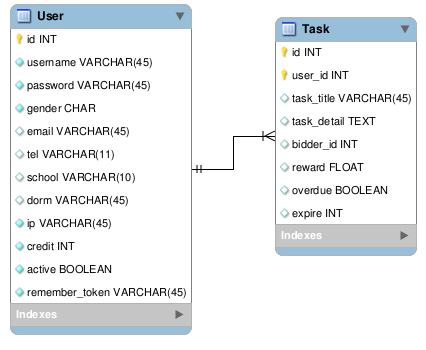 User
id INT
username VARCHAR(45)
password VARCHAR(45)
gender CHAR
email VARCHAR(45)
tel VARCHAR(11)
school VARCHAR(10)
dorm VARCHAR(45)
ip VARCHAR(45)
credit INT
active BOOLEAN
remember_token VARCHAR(45)
Indexes
Task
id INT
user_id INT
task_title VARCHAR(45)
task_detail TEXT
bidder_id INT
reward FLOAT
overdue BOOLEAN
expire INT
Indexes